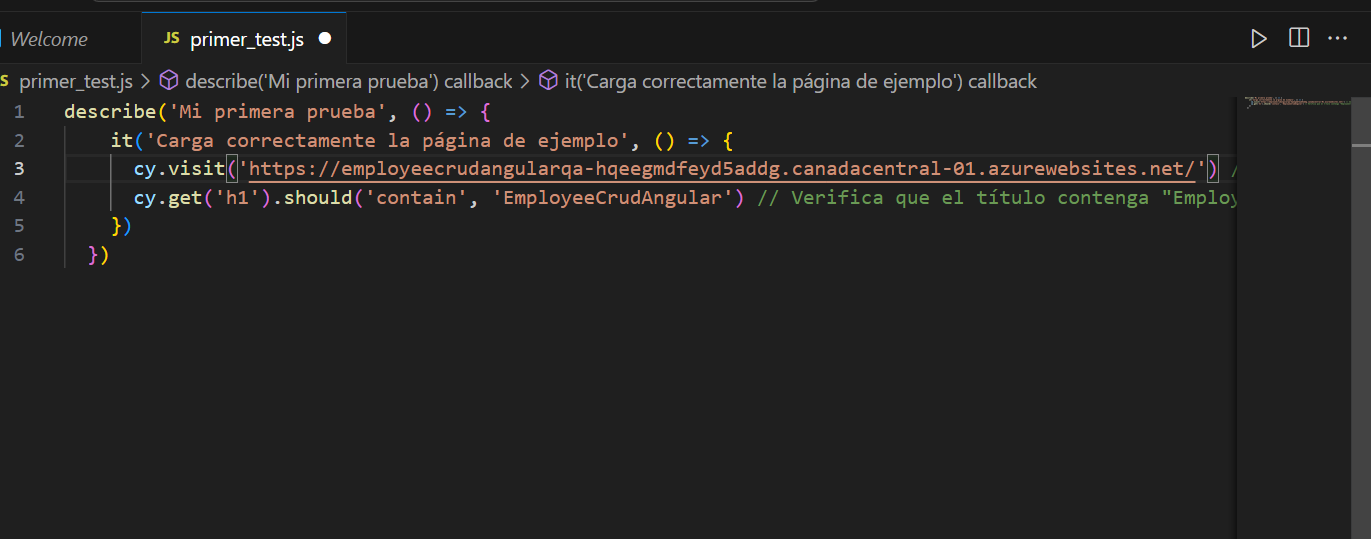 Welcome
JS primer_test.js
S primer_test.js > describe('Mi primera prueba') callback > it('Carga correctamente la página de ejemplo') callback
1 describe('Mi primera prueba', () => {
2 it('Carga correctamente la página de ejemplo', () => {
3 cy.visit('https://employeecrudangularqa-hqeegmdfeyd5addg.canadacentral-01.azurewebsites.net/') /
4 cy.get('h1').should('contain', 'EmployeeCrudAngular') // Verifica que el título contenga "Employ
5 })
6 })